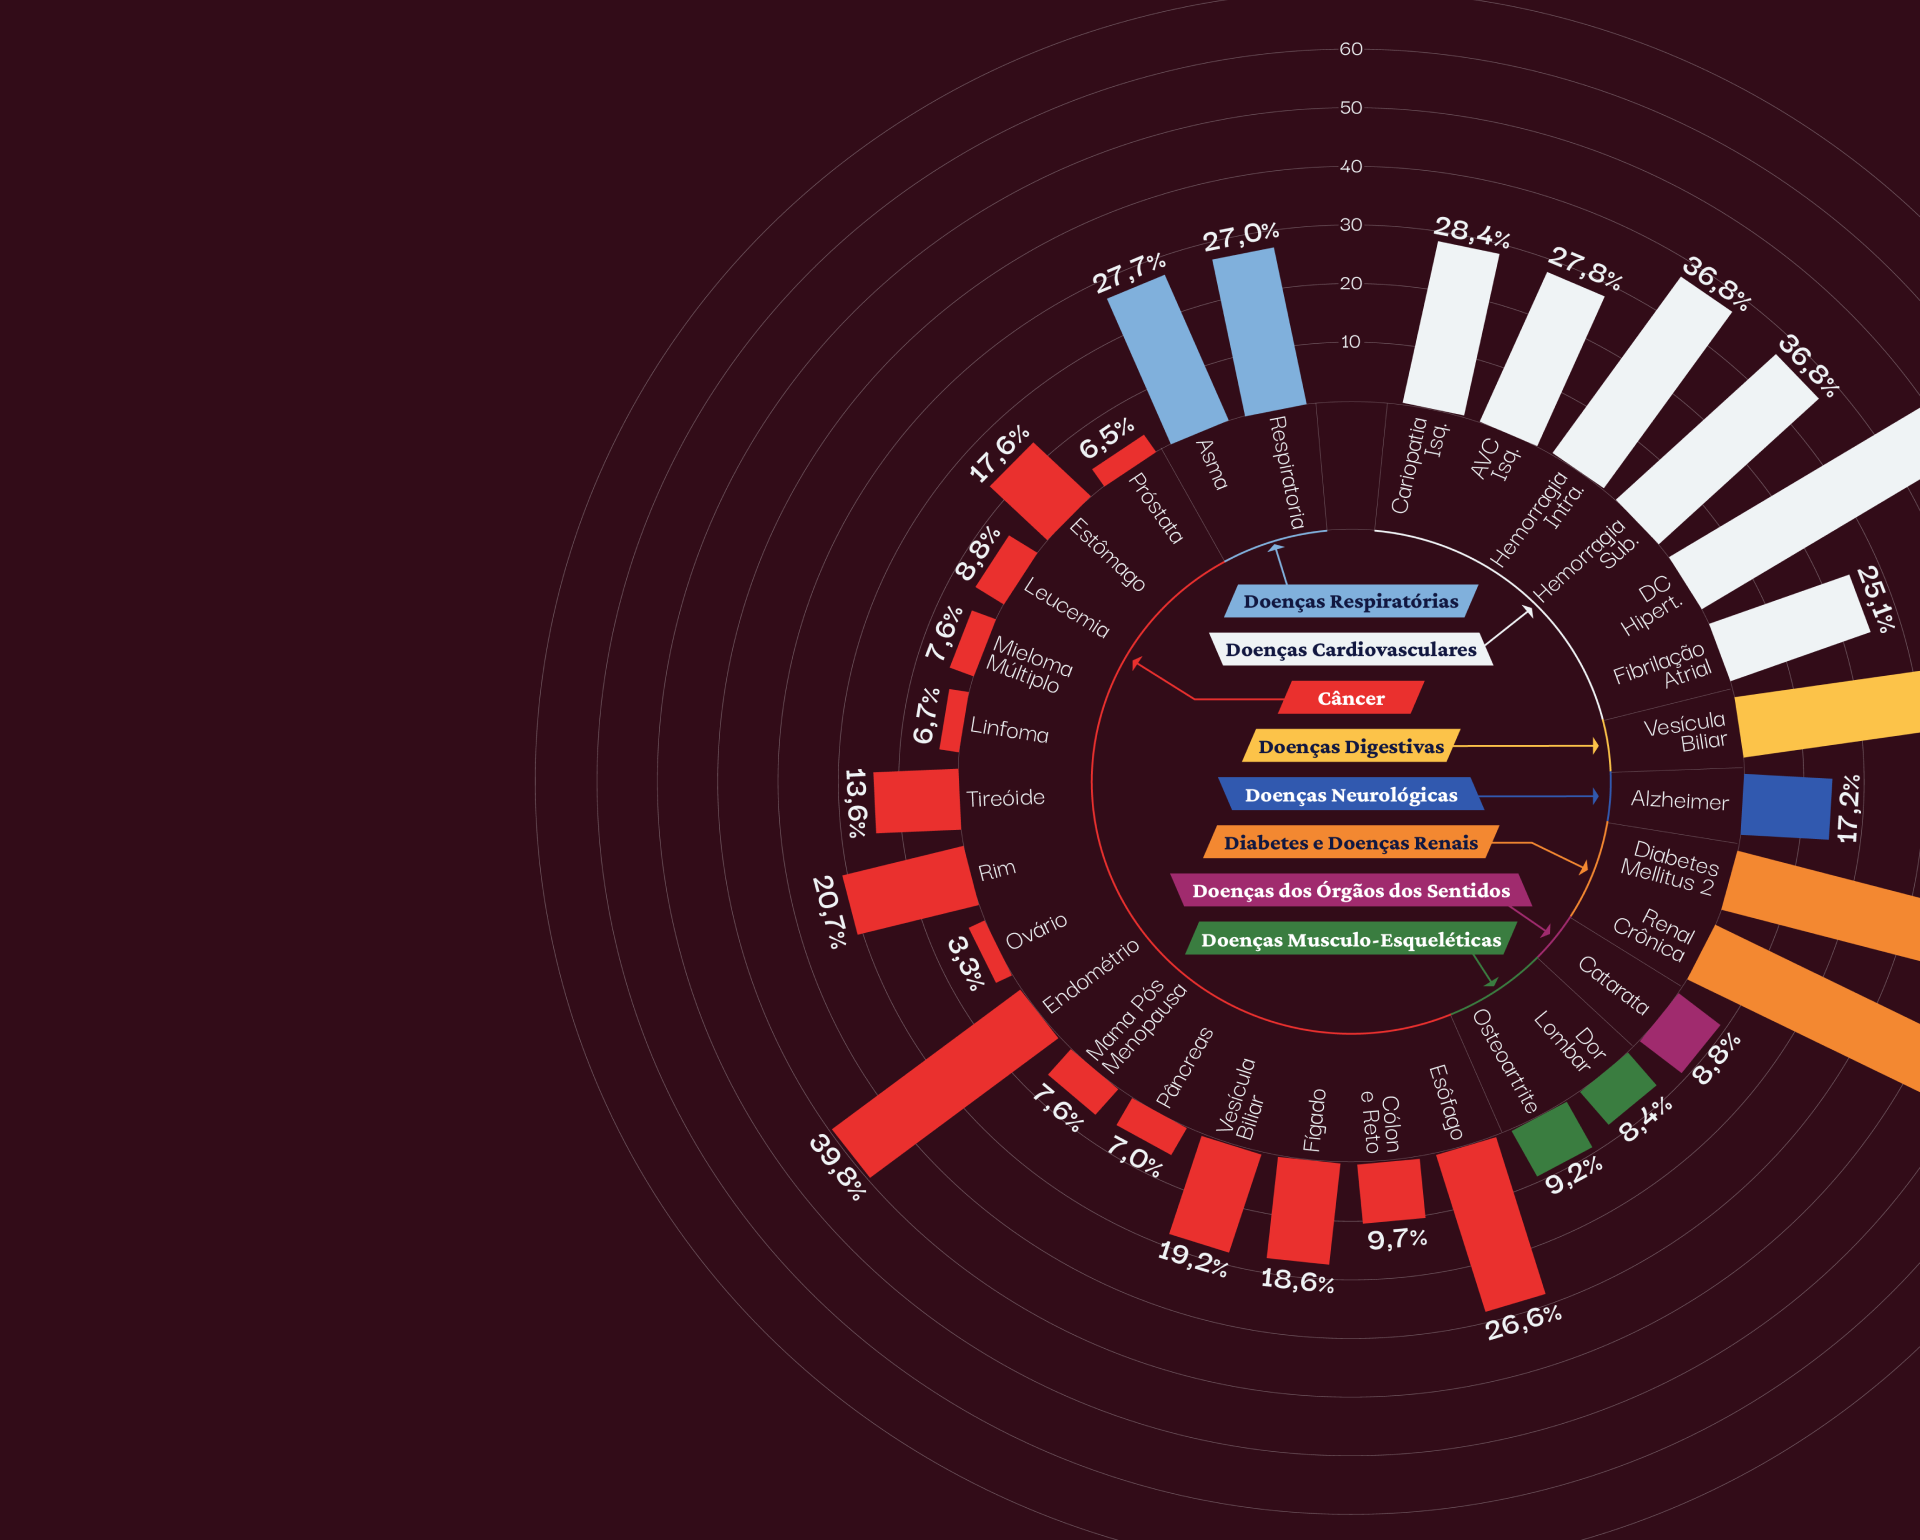 60
50
40
30
20
10
28,4%
Cariopatia
Isq.
27,8%
AVC
Isq.
36,8%
Hemorragia
Intra.
36,8%
Hemorragia
Sub.
DC
Hipert.
25,1%
Fibrilação
Atrial
Vesícula
Biliar
17,2%
Alzheimer
Diabetes
Mellitus 2
Renal
Crônica
8,8%
Catarata
8,4%
Dor
Lombar
9,2%
Osteoartrite
26,6%
Esôfago
9,7%
Cólon
e Reto
18,6%
Fígado
19,2%
Vesícula
Biliar
7,0%
Pâncreas
7,6%
Mama Pós
Menopausa
39,8%
Endométrio
3,3%
Ovário
20,7%
Rim
13,6%
Tireóide
6,7%
Linfoma
7,6%
Mieloma
Múltiplo
8,8%
Leucemia
17,6%
Estômago
6,5%
Próstata
27,7%
Asma
27,0%
Respiratoria
Doenças Respiratórias
Doenças Cardiovasculares
Câncer
Doenças Digestivas
Doenças Neurológicas
Diabetes e Doenças Renais
Doenças dos Órgãos dos Sentidos
Doenças Musculo-Esqueléticas